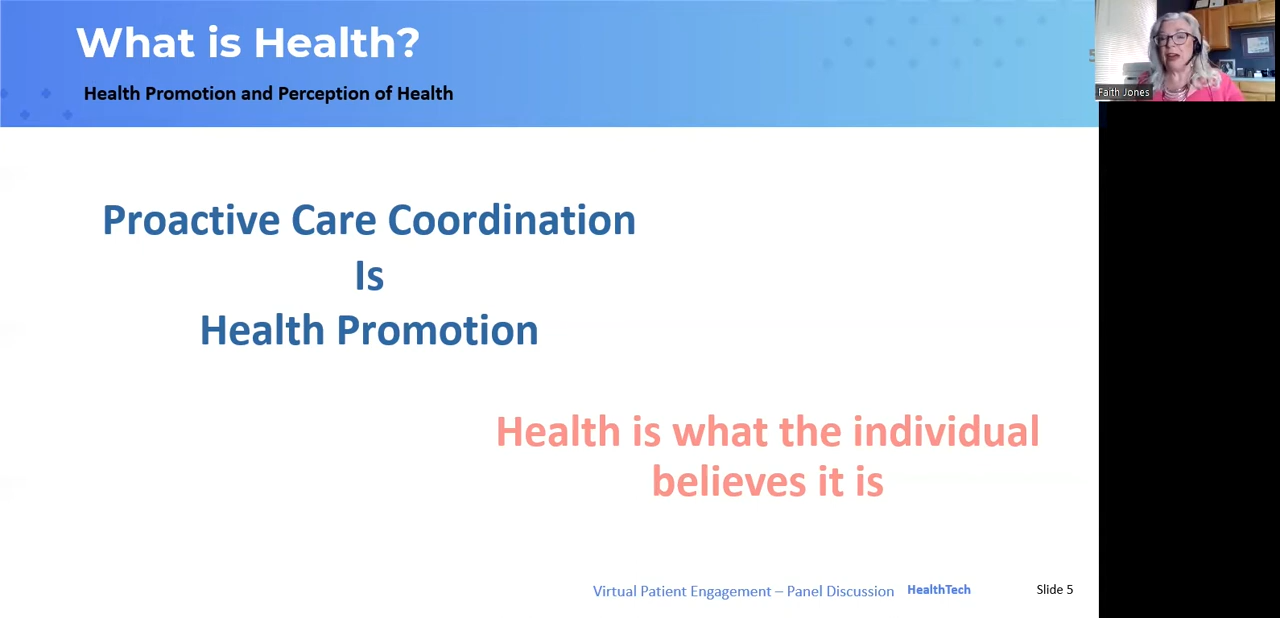 What is Health?
Health Promotion and Perception of Health
Faith Jones
Proactive Care Coordination
Is
Health Promotion
Health is what the individual
believes it is
Virtual Patient Engagement – Panel Discussion HealthTech Slide 5